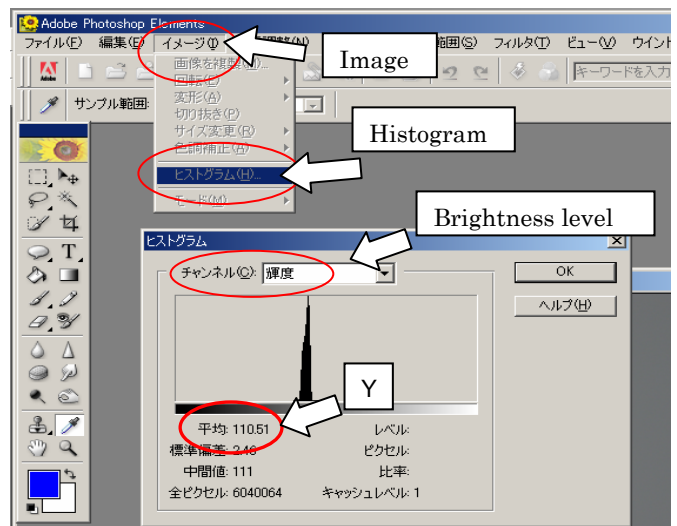 Adobe Photoshop Elements
ファイル(F) 編集(E) イメージ(I) 範囲(S) フィルタ(T) ビュー(V) ウイント
Image
Adobe
キーワードを入力
サンプル範囲:
画像を複製(D)...
回転(E)
変形(A)
切り抜き(P)
サイズ変更(R)
色調補正(A)
ヒストグラム(H)...
モード(M)
Histogram
Brightness level
ヒストグラム
チャンネル(C): 輝度
OK
ヘルプ(H)
Y
平均: 110.51 レベル:
標準偏差: 2.46 ピクセル:
中間値: 111 比率:
全ピクセル: 6040064 キャッシュレベル: 1
T